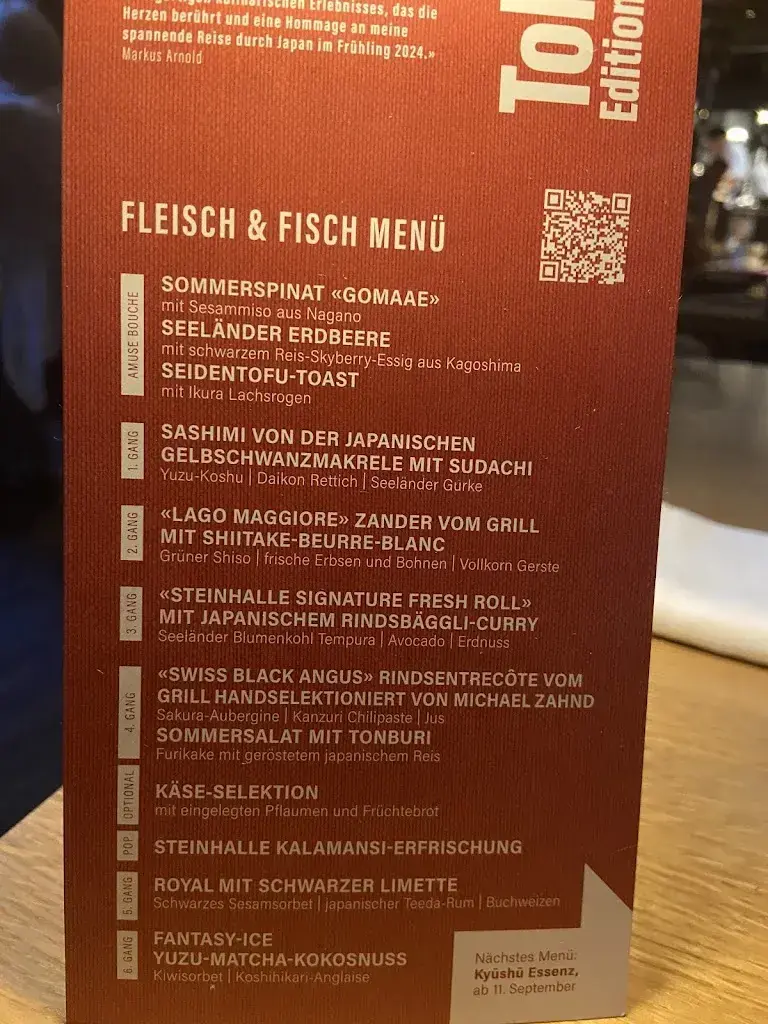 kulinarischen Erlebnisses, das die
Herzen berührt und eine Hommage an meine
spannende Reise durch Japan im Frühling 2024.»
Markus Arnold
Edition
FLEISCH & FISCH MENÜ
AMUSE BOUCHE
SOMMERSPINAT «GOMAAE»
mit Sesammiso aus Nagano
SEELÄNDER ERDBEERE
mit schwarzem Reis-Skyberry-Essig aus Kagoshima
SEIDENTOFU-TOAST
mit Ikura Lachsrogen
1. GANG
SASHIMI VON DER JAPANISCHEN
GELBSCHWANZMAKRELE MIT SUDACHI
Yuzu-Koshu | Daikon Rettich | Seeländer Gurke
2. GANG
«LAGO MAGGIORE» ZANDER VOM GRILL
MIT SHIITAKE-BEURRE-BLANC
Grüner Shiso | frische Erbsen und Bohnen | Vollkorn Gerste
3. GANG
«STEINHALLE SIGNATURE FRESH ROLL»
MIT JAPANISCHEM RINDSBÄGGLI-CURRY
Seeländer Blumenkohl Tempura | Avocado | Erdnuss
4. GANG
«SWISS BLACK ANGUS» RINDSENTRECÔTE VOM
GRILL HANDSELEKTIONIERT VON MICHAEL ZAHND
Sakura-Aubergine | Kanzuri Chilipaste | Jus
SOMMERSALAT MIT TONBURI
Furikake mit geröstetem japanischem Reis
OPTIONAL
KÄSE-SELEKTION
mit eingelegten Pflaumen und Früchtebrot
POP
STEINHALLE KALAMANSI-ERFRISCHUNG
5. GANG
ROYAL MIT SCHWARZER LIMETTE
Schwarzes Sesamsorbet | japanischer Teeda-Rum | Buchweizen
6. GANG
FANTASY-ICE
YUZU-MATCHA-KOKOSNUSS
Kiwisorbet | Koshihikari-Anglaise
Nächstes Menü:
Kyūshū Essenz,
ab 11. September